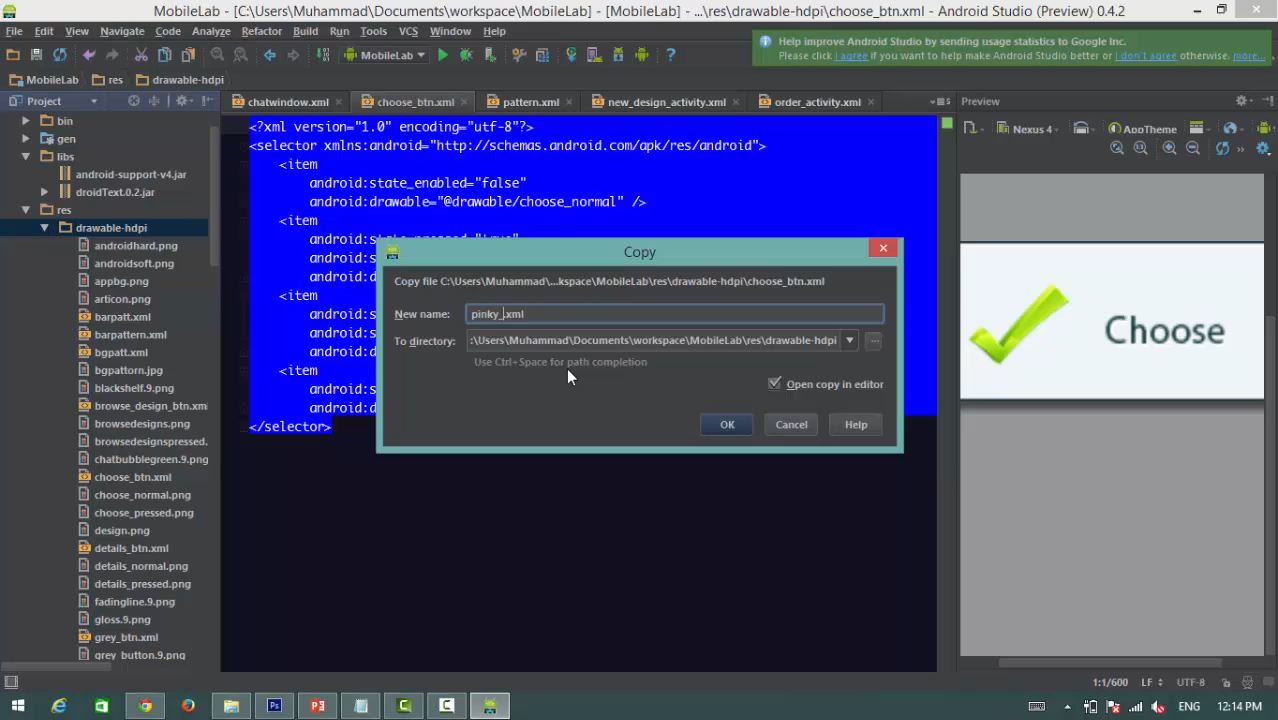 MobileLab - [C:\Users\Muhammad\Documents\workspace\MobileLab] - [MobileLab] - ...\res\drawable-hdpi\choose_btn.xml - Android Studio (Preview) 0.4.2
File Edit View Navigate Code Analyze Refactor Build Run Tools VCS Window Help
Help improve Android Studio by sending usage statistics to Google Inc.
Please click I agree if you want to help make Android Studio better or I don't agree otherwise. more...
MobileLab
MobileLab res drawable-hdpi
Project
chatwindow.xml choose_btn.xml pattern.xml new_design_activity.xml order_activity.xml
Preview
Nexus 4 AppTheme
bin
gen
libs
android-support-v4.jar
droidText.0.2.jar
res
drawable-hdpi
androidhard.png
androidsoft.png
appbg.png
articon.png
barpatt.xml
barpattern.xml
bgpatt.xml
bgpattorn.jpg
blackshelf.9.png
browse_design_btn.xml
browsedesigns.png
browsedesignspressed.
chatbubblegreen.9.png
choose_btn.xml
choose_normal.png
choose_pressed.png
design.png
details_btn.xml
details_normal.png
details_pressed.png
fadingline.9.png
gloss.9.png
grey_btn.xml
grey_button.9.png
<?xml version="1.0" encoding="utf-8"?>
<selector xmlns:android="http://schemas.android.com/apk/res/android">
<item
android:state_enabled="false"
android:drawable="@drawable/choose_normal" />
<item
android:state_pressed="true"
android:s
android:d
<item
android:s
android:s
android:d
<item
android:s
android:d
</selector>
Copy
Copy file C:\Users\Muhammad\...kspace\MobileLab\res\drawable-hdpi\choose_btn.xml
New name: pinky_.xml
To directory: :\Users\Muhammad\Documents\workspace\MobileLab\res\drawable-hdpi
Use Ctrl+Space for path completion
Open copy in editor
OK Cancel Help
Choose
1:1/600 LF UTF-8
ENG 12:14 PM